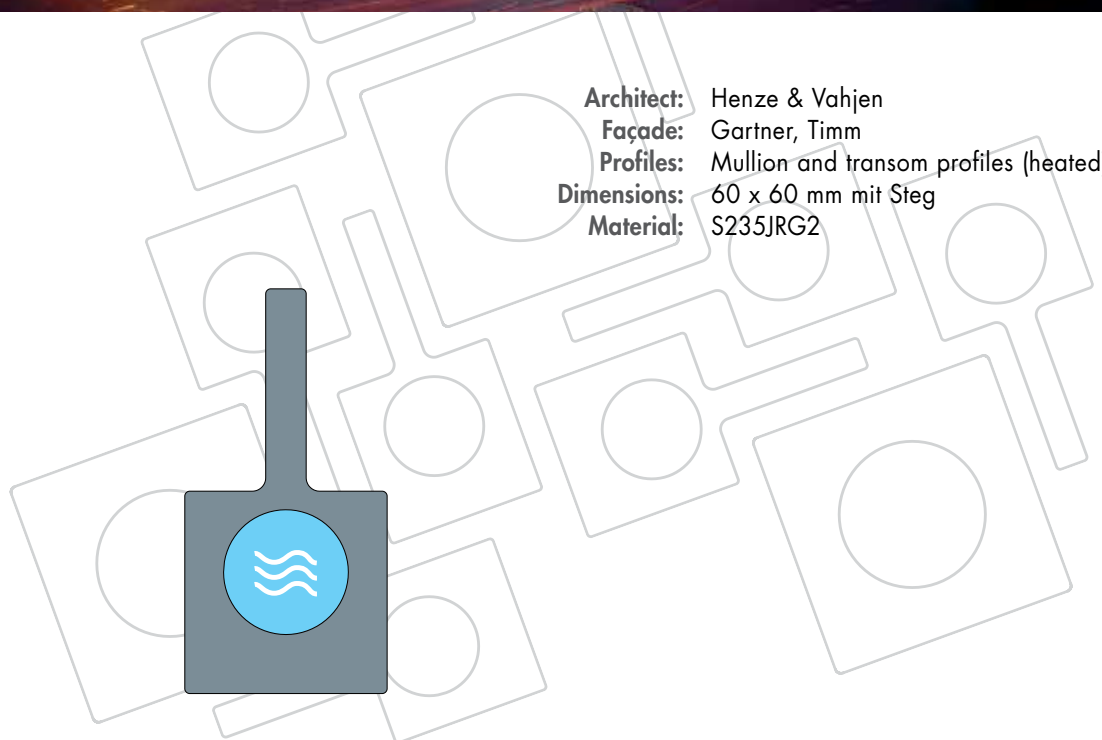 Architect: Henze & Vahjen
Façade: Gartner, Timm
Profiles: Mullion and transom profiles (heated
Dimensions: 60 x 60 mm mit Steg
Material: S235JRG2